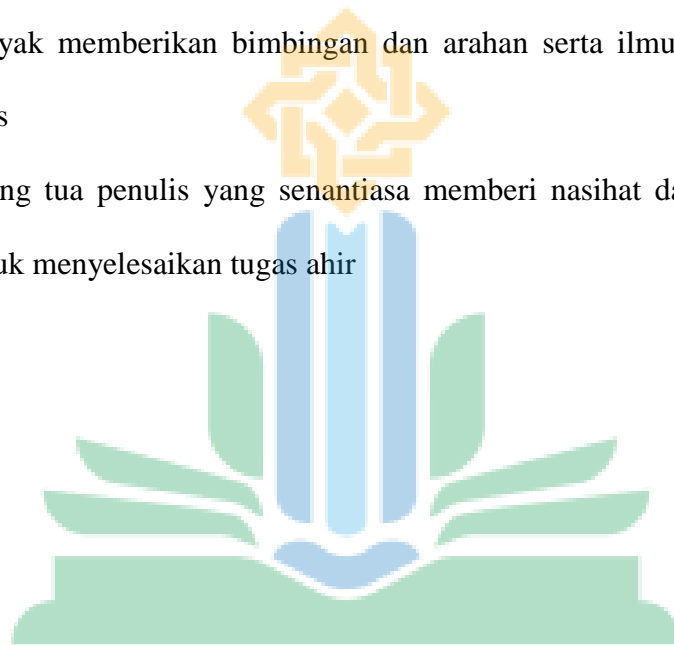 yak memberikan bimbingan dan arahan serta ilmu
s
ng tua penulis yang senantiasa memberi nasihat da
uk menyelesaikan tugas ahir